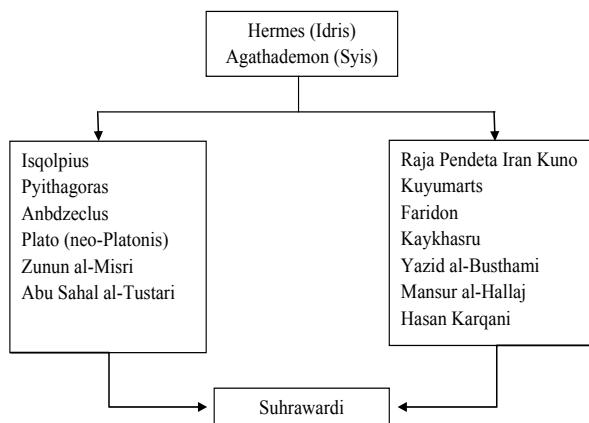 Hermes (Idris)
Agathademon (Syis)
Isqolpius
Pyithagoras
Anbdzeclus
Plato (neo-Platonis)
Zunun al-Misri
Abu Sahal al-Tustari
Raja Pendeta Iran Kuno
Kuyumarts
Faridon
Kaykhasru
Yazid al-Busthami
Mansur al-Hallaj
Hasan Karqani
Suhrawardi